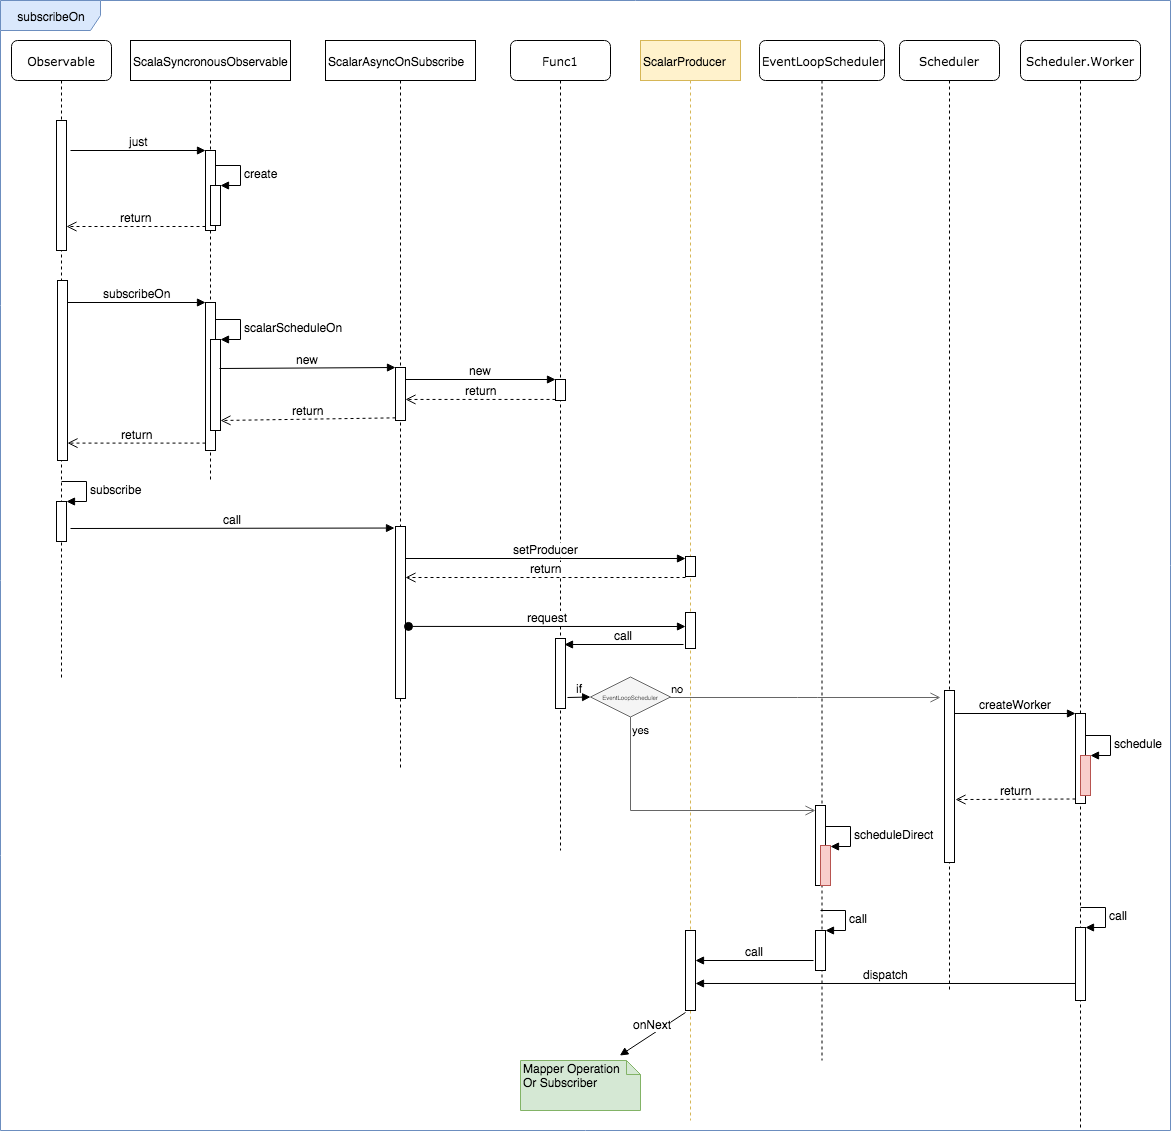 subscribeOn
Observable
ScalaSyncronousObservable
ScalarAsyncOnSubscribe
Func1
ScalarProducer
EventLoopScheduler
Scheduler
Scheduler.Worker
just
create
return
subscribeOn
scalarScheduleOn
new
new
return
return
return
subscribe
call
setProducer
return
request
call
if
EventLoopScheduler
no
yes
createWorker
schedule
return
scheduleDirect
call
call
call
dispatch
onNext
Mapper Operation
Or Subscriber